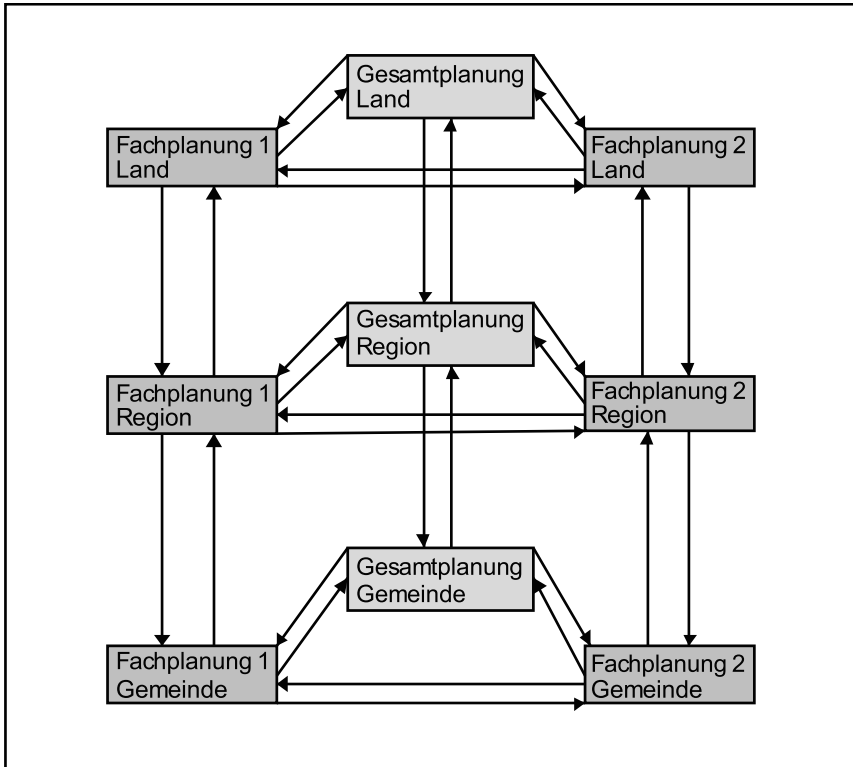 Gesamtplanung
Land
Fachplanung 1
Land
Fachplanung 2
Land
Gesamtplanung
Region
Fachplanung 1
Region
Fachplanung 2
Region
Gesamtplanung
Gemeinde
Fachplanung 1
Gemeinde
Fachplanung 2
Gemeinde